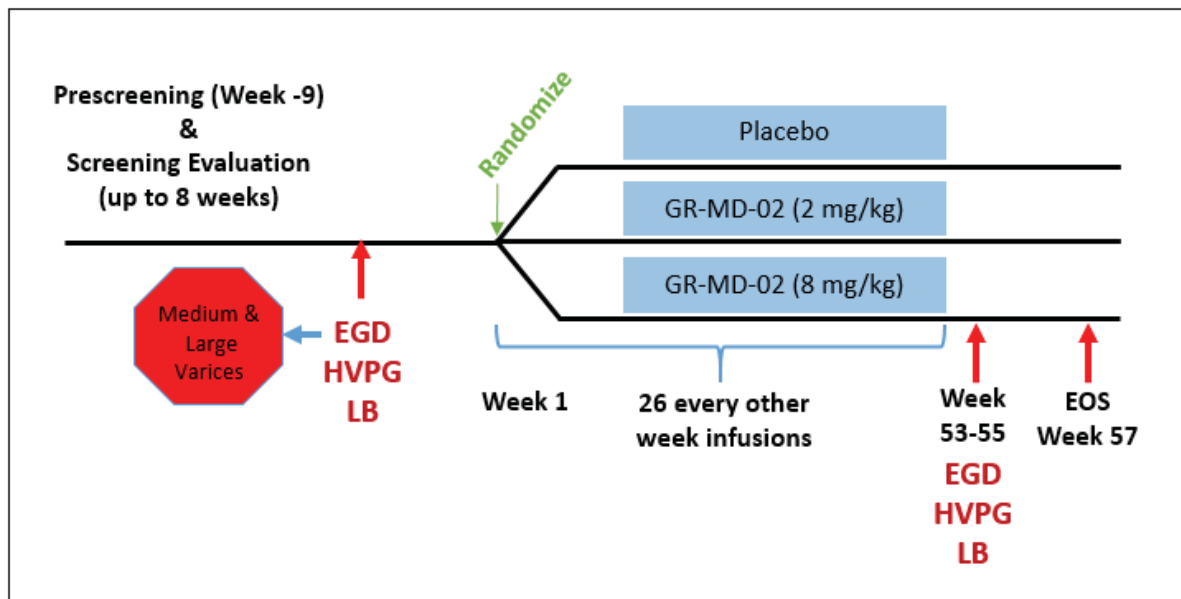 Prescreening (Week -9)
&
Screening Evaluation
(up to 8 weeks)
Randomize
Placebo
GR-MD-02 (2 mg/kg)
GR-MD-02 (8 mg/kg)
Medium &
Large
Varices
EGD
HVPG
LB
Week 1
26 every other
week infusions
Week
53-55
EGD
HVPG
LB
EOS
Week 57